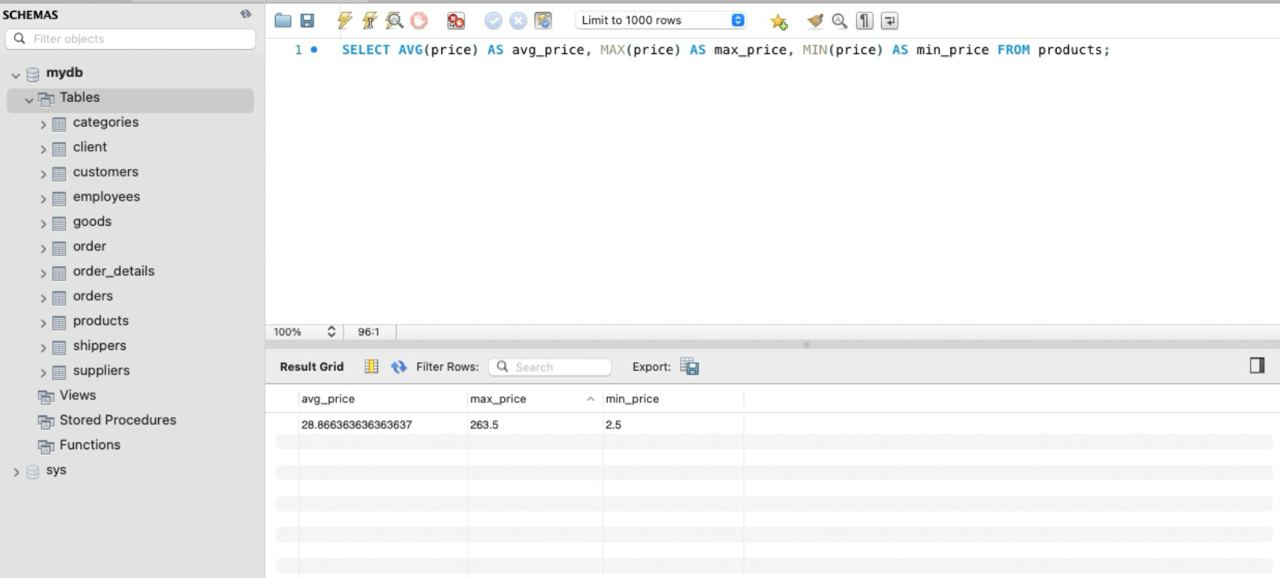 SCHEMAS
Filter objects
mydb
Tables
categories
client
customers
employees
goods
order
order_details
orders
products
shippers
suppliers
Views
Stored Procedures
Functions
sys
Limit to 1000 rows
1 SELECT AVG(price) AS avg_price, MAX(price) AS max_price, MIN(price) AS min_price FROM products;
100% 96:1
Result Grid Filter Rows: Search Export:
avg_price max_price min_price
28.866363636363637 263.5 2.5